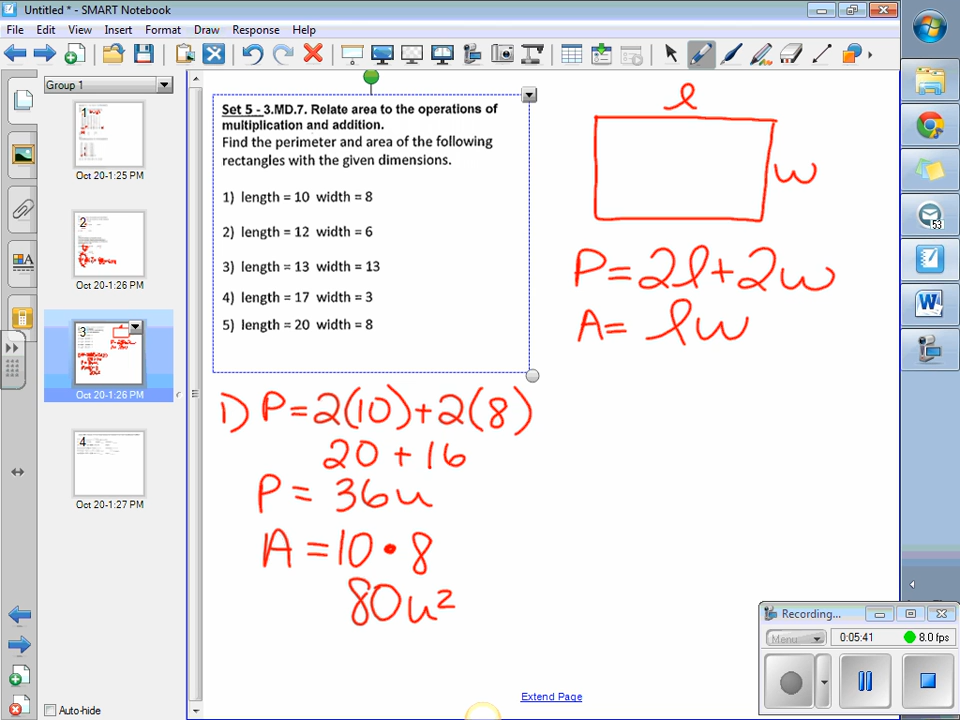 Untitled * - SMART Notebook
File Edit View Insert Format Draw Response Help
Group 1
1
Oct 20-1:25 PM
2
Oct 20-1:26 PM
3
Oct 20-1:26 PM
4
Oct 20-1:27 PM
Auto-hide
Set 5 - 3.MD.7. Relate area to the operations of
multiplication and addition.
Find the perimeter and area of the following
rectangles with the given dimensions.
1) length = 10 width = 8
2) length = 12 width = 6
3) length = 13 width = 13
4) length = 17 width = 3
5) length = 20 width = 8
l
w
P=2l+2w
A= lw
1) P=2(10)+2(8)
20+16
P= 36u
A=10•8
80u²
Extend Page
53
Recording...
Menu
0:05:41
8.0 fps